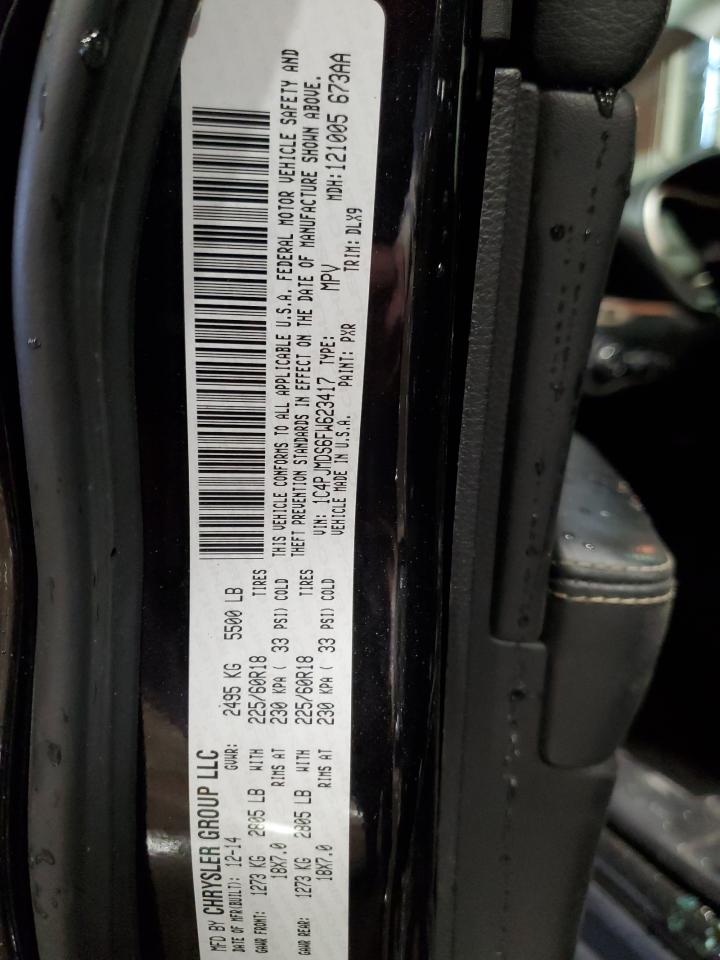 MFD BY CHRYSLER GROUP LLC
DATE OF MFR(BUILT): 12-14 GVWR: 2495 KG 5500 LB
GAWR FRONT: 1273 KG 2805 LB WITH 225/60R18 TIRES
18X7.0 RIMS AT 230 KPA ( 33 PSI) COLD
GAWR REAR: 1273 KG 2805 LB WITH 225/60R18 TIRES
18X7.0 RIMS AT 230 KPA ( 33 PSI) COLD
THIS VEHICLE CONFORMS TO ALL APPLICABLE U.S.A. FEDERAL MOTOR VEHICLE SAFETY AND
THEFT PREVENTION STANDARDS IN EFFECT ON THE DATE OF MANUFACTURE SHOWN ABOVE.
VIN: 1C4PJMDS6FW623417 TYPE: MPV MDH: 121005 673AA
VEHICLE MADE IN U.S.A. PAINT: PXR TRIM: DLX9